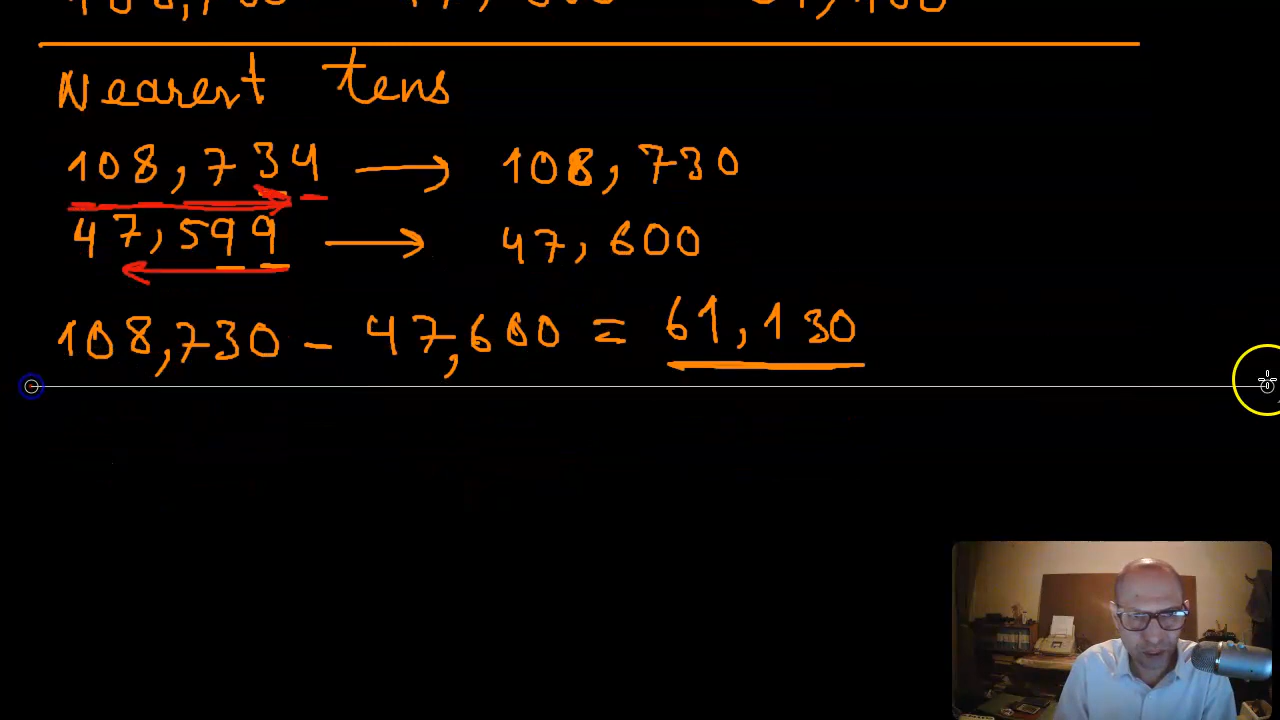 Nearest tens
108,734 → 108,730
47,599 → 47,600
108,730 - 47,600 = 61,130